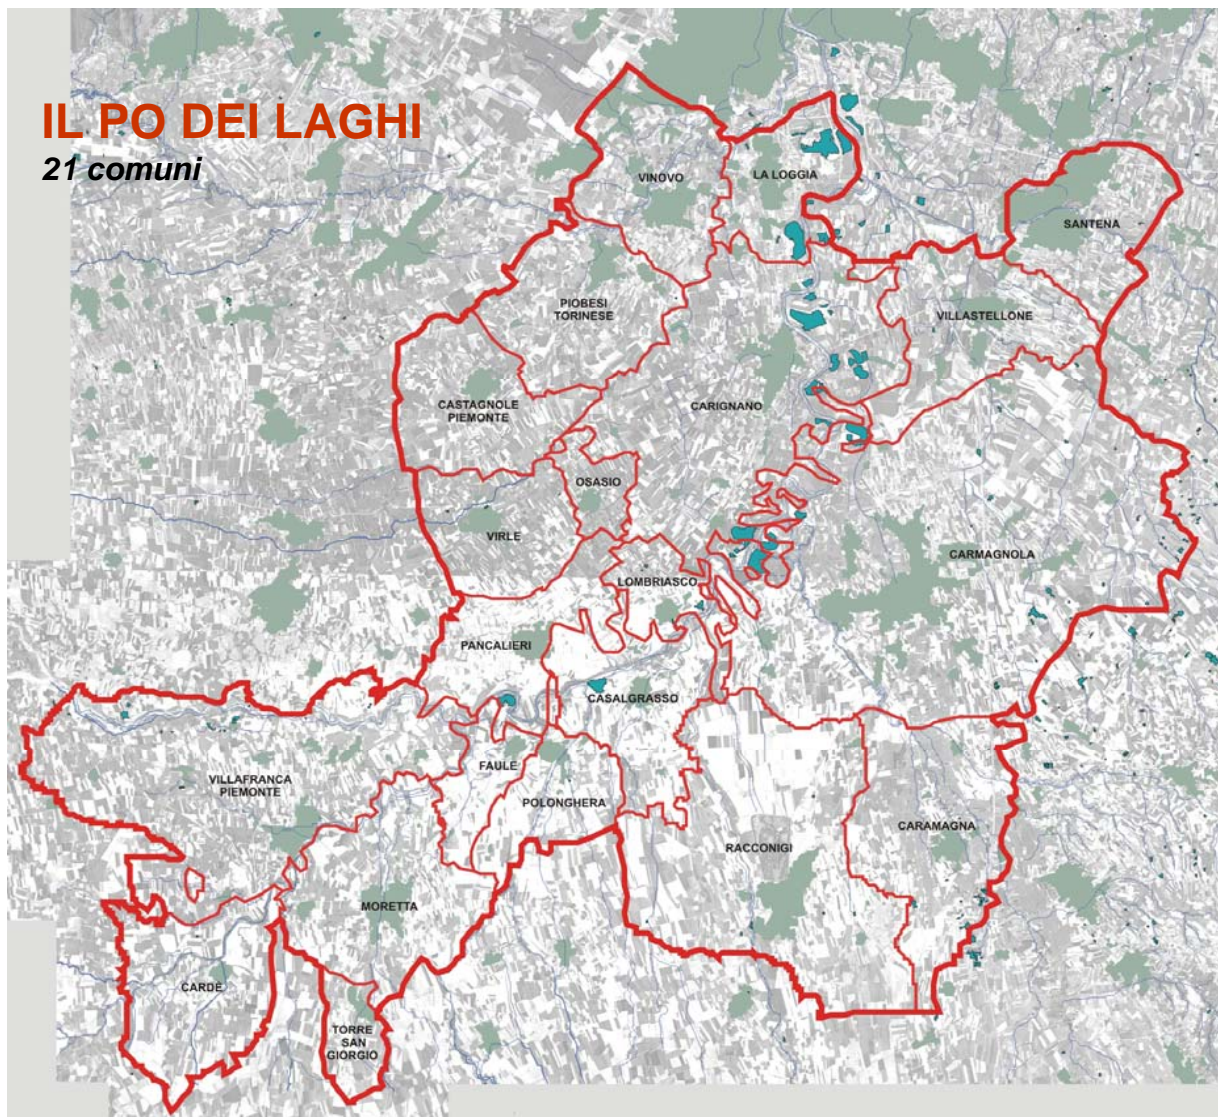 IL PO DEI LAGHI
21 comuni
VINOVO
LA LOGGIA
SANTENA
PIOBESI
TORINESE
VILLASTELLONE
CASTAGNOLE
PIEMONTE
CARIGNANO
OSASIO
VIRLE
CARMAGNOLA
LOMBRIASCO
PANCALIERI
CASALGRASSO
FAULE
VILLAFRANCA
PIEMONTE
POLONGHERA
CARAMAGNA
RACCONIGI
MORETTA
CARDÈ
TORRE
SAN
GIORGIO